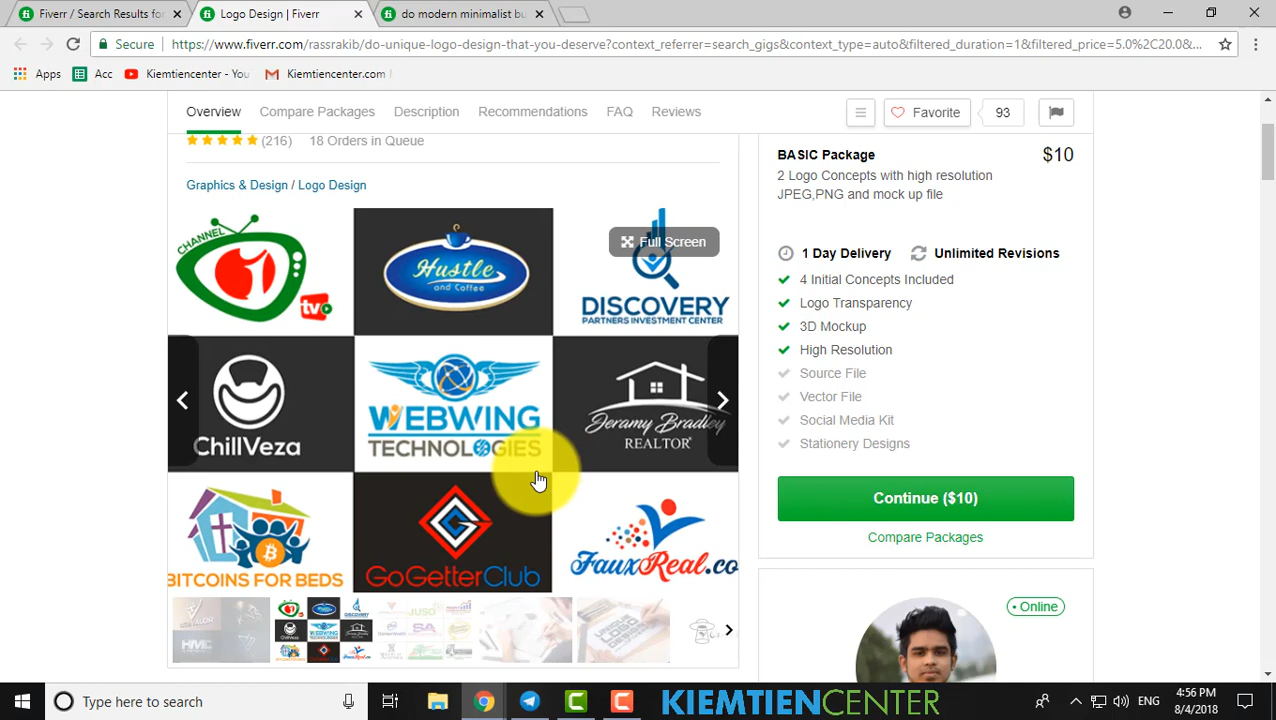 Fiverr / Search Results for
Logo Design | Fiverr
do modern minimalist bu
Secure
https://www.fiverr.com/rassrakib/do-unique-logo-design-that-you-deserve?context_referrer=search_gigs&context_type=auto&filtered_duration=1&filtered_price=5.0%2C20.0&...
Apps
Acc
Kiemtiencenter - You
Kiemtiencenter.com
Overview
Compare Packages
Description
Recommendations
FAQ
Reviews
Favorite
93
(216)
18 Orders in Queue
Graphics & Design / Logo Design
BASIC Package
$10
2 Logo Concepts with high resolution
JPEG,PNG and mock up file
1 Day Delivery
Unlimited Revisions
4 Initial Concepts Included
Logo Transparency
3D Mockup
High Resolution
Source File
Vector File
Social Media Kit
Stationery Designs
Continue ($10)
Compare Packages
Online
Full Screen
CHANNEL
1
tv
Hustle
and Coffee
DISCOVERY
PARTNERS INVESTMENT CENTER
ChillVeza
WEBWING
TECHNOLOGIES
Jeramy Bradley
REALTOR
BITCOINS FOR BEDS
GoGetterClub
FauxReal.co
Type here to search
KIEMTIENCENTER
ENG
4:56 PM
8/4/2018